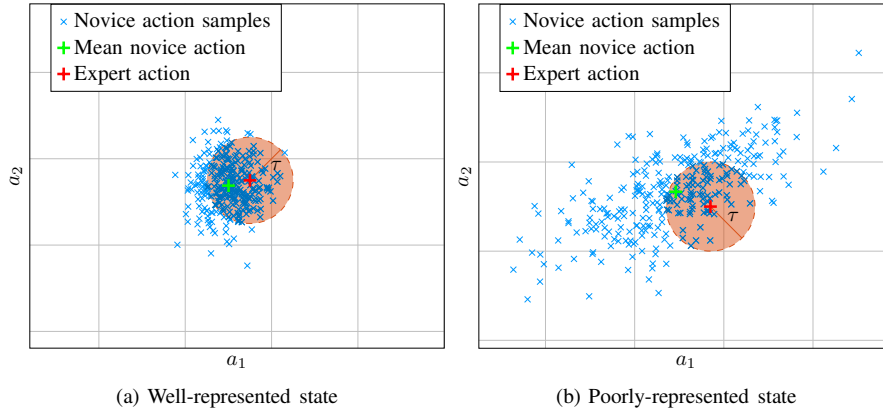 Novice action samples
Mean novice action
Expert action
τ
a₂
a₁
(a) Well-represented state
Novice action samples
Mean novice action
Expert action
τ
a₂
a₁
(b) Poorly-represented state